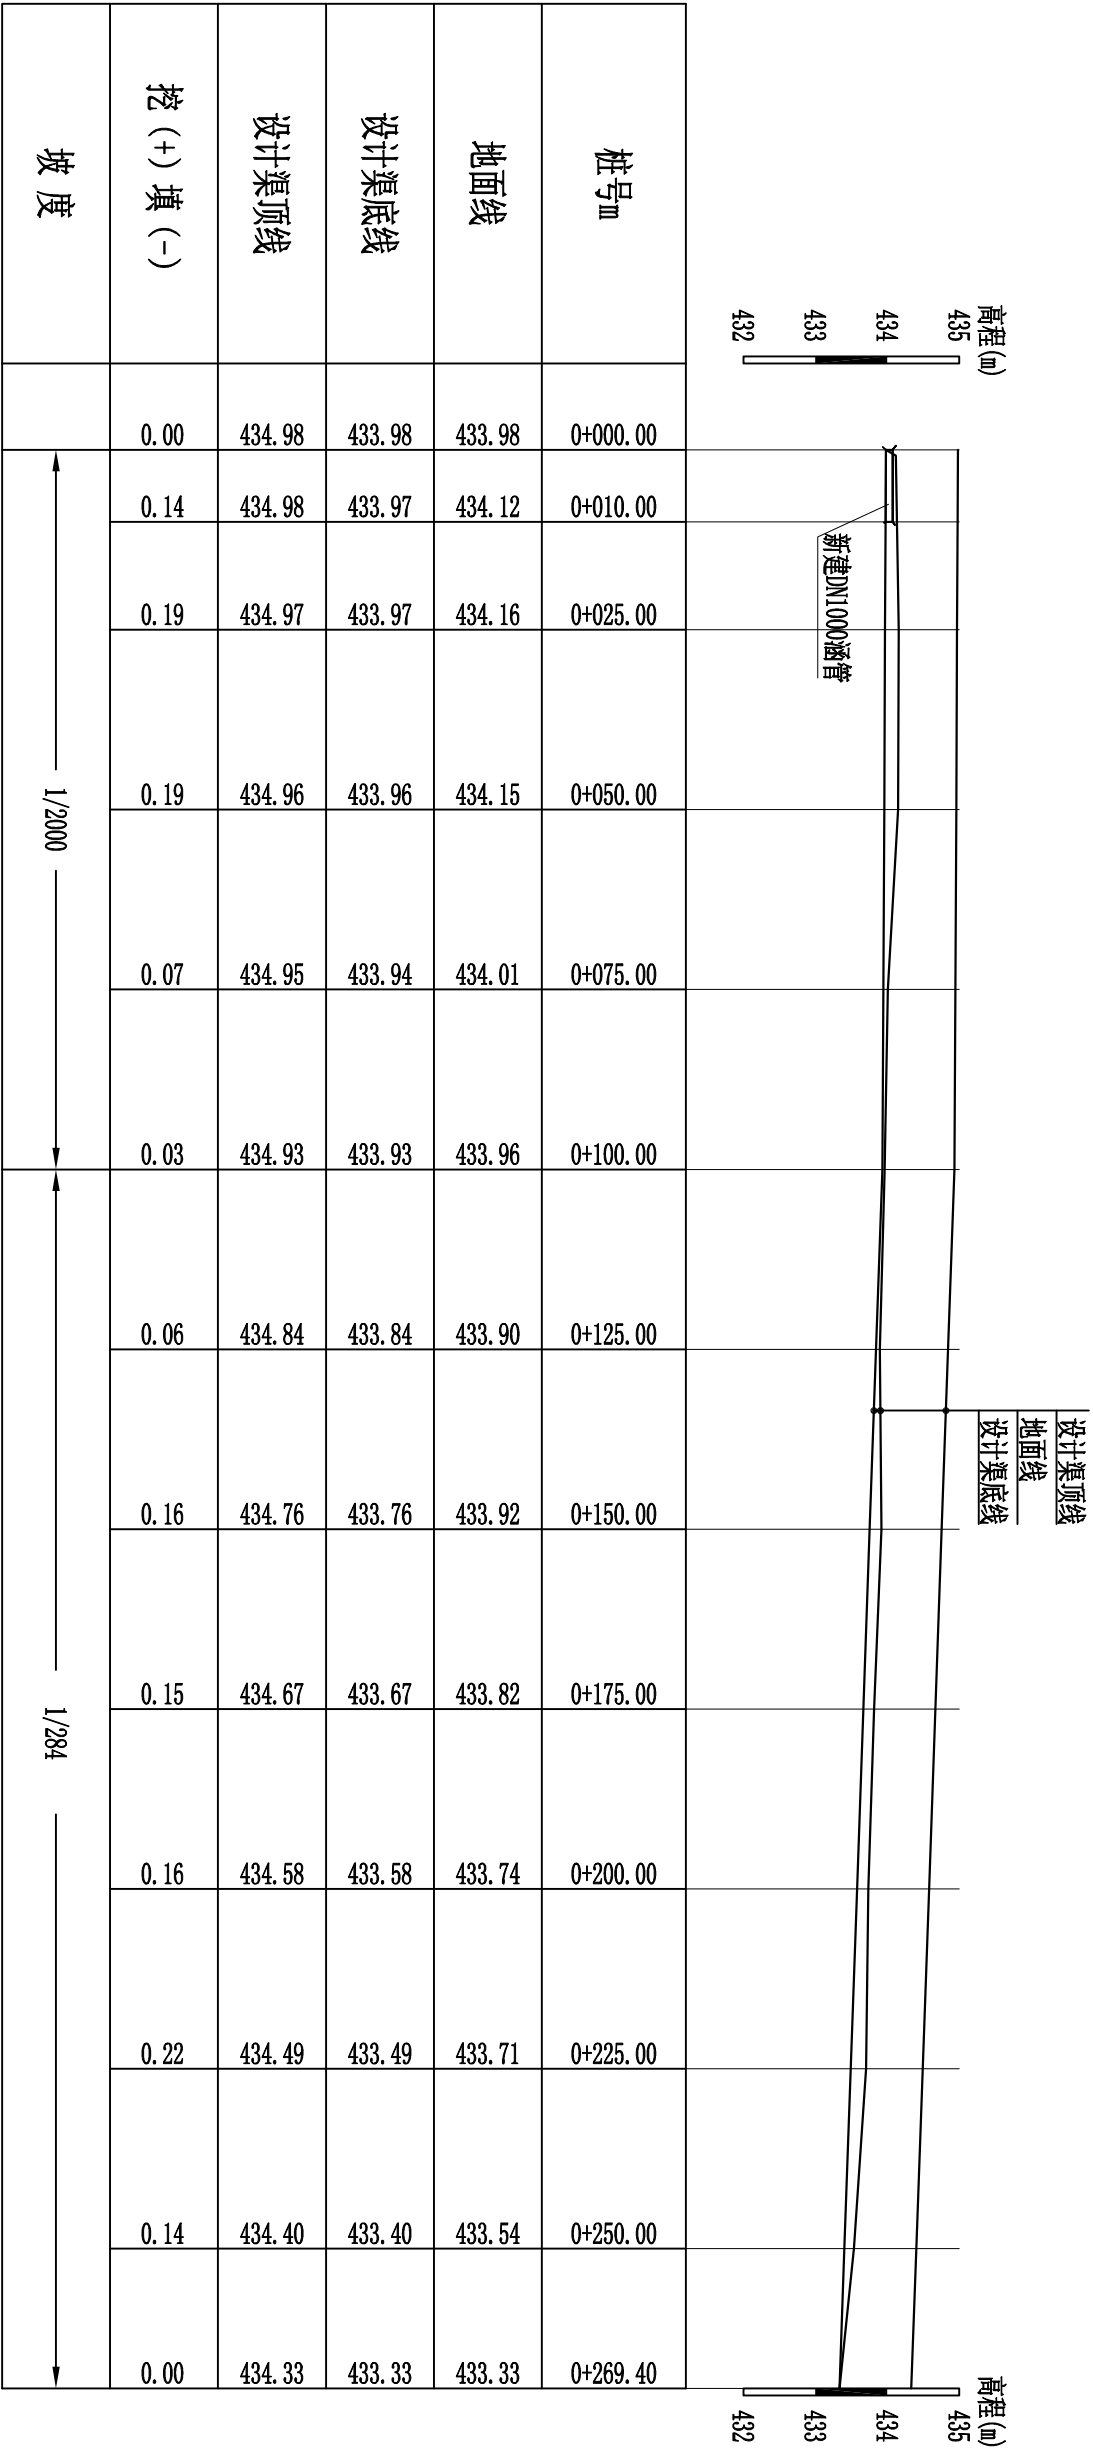 高程(m)
435
434
433
432
高程(m)
435
434
433
432
设计渠顶线
地面线
设计渠底线
新建DN1000涵管
桩号m 0+000.00 0+010.00 0+025.00 0+050.00 0+075.00 0+100.00 0+125.00 0+150.00 0+175.00 0+200.00 0+225.00 0+250.00 0+269.40
地面线 433.98 434.12 434.16 434.15 434.01 433.96 433.90 433.92 433.82 433.74 433.71 433.54 433.33
设计渠底线 433.98 433.97 433.97 433.96 433.94 433.93 433.84 433.76 433.67 433.58 433.49 433.40 433.33
设计渠顶线 434.98 434.98 434.97 434.96 434.95 434.93 434.84 434.76 434.67 434.58 434.49 434.40 434.33
挖(+)填(-) 0.00 0.14 0.19 0.19 0.07 0.03 0.06 0.16 0.15 0.16 0.22 0.14 0.00
坡度 1/2000 1/284